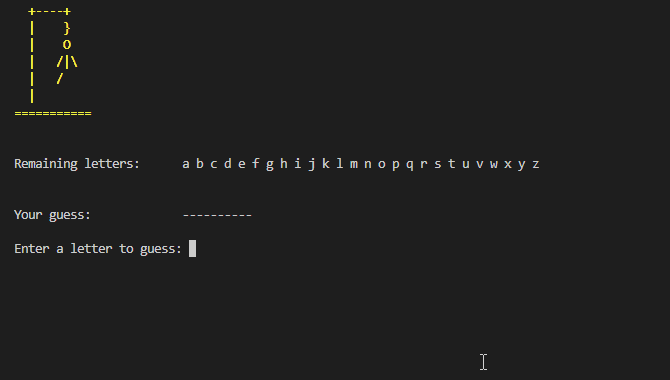 +----+
|    }
|    O
|   /|\
|   /
|
===========
Remaining letters:      a b c d e f g h i j k l m n o p q r s t u v w x y z
Your guess:             ----------
Enter a letter to guess: